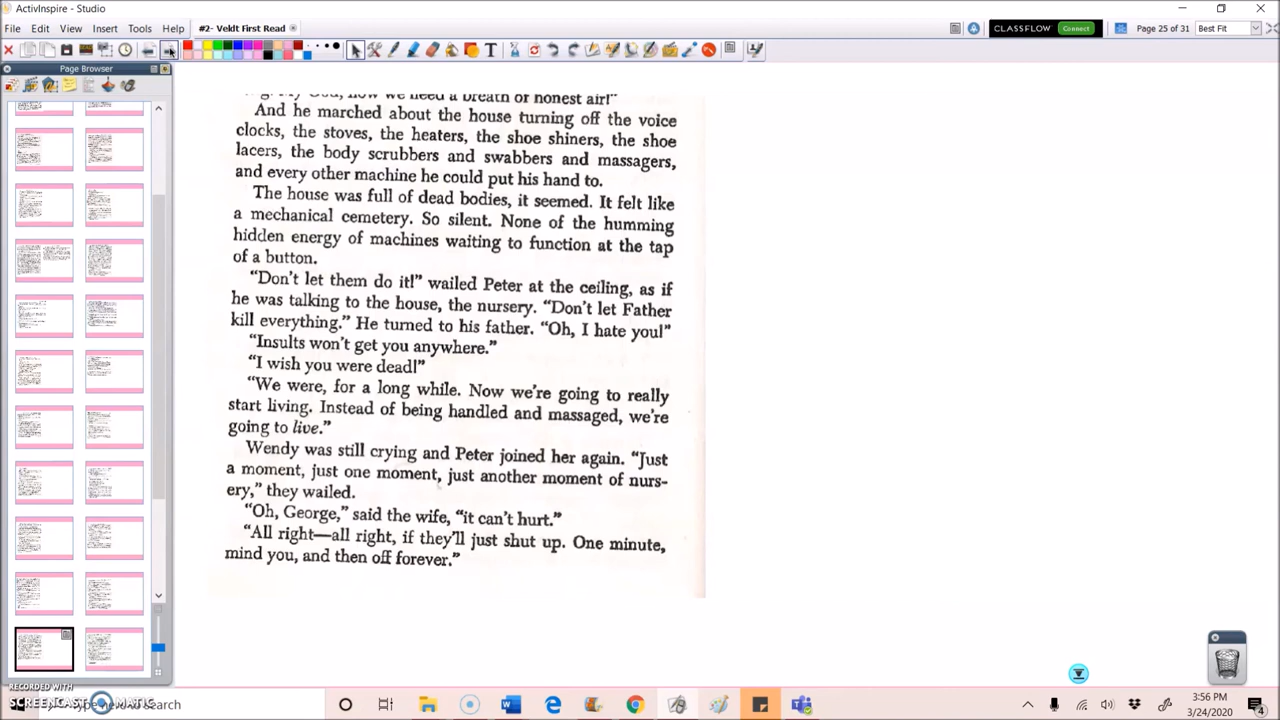 ActivInspire - Studio
File Edit View Insert Tools Help #2- Veldt First Read
CLASSFLOW Connect Page 25 of 31 Best Fit
Page Browser
need a breath of honest air!"
And he marched about the house turning off the voice
clocks, the stoves, the heaters, the shoe shiners, the shoe
lacers, the body scrubbers and swabbers and massagers,
and every other machine he could put his hand to.
The house was full of dead bodies, it seemed. It felt like
a mechanical cemetery. So silent. None of the humming
hidden energy of machines waiting to function at the tap
of a button.
"Don't let them do it!" wailed Peter at the ceiling, as if
he was talking to the house, the nursery. "Don't let Father
kill everything." He turned to his father. "Oh, I hate you!"
"Insults won't get you anywhere."
"I wish you were dead!"
"We were, for a long while. Now we're going to really
start living. Instead of being handled and massaged, we're
going to live."
Wendy was still crying and Peter joined her again. "Just
a moment, just one moment, just another moment of nurs-
ery," they wailed.
"Oh, George," said the wife, "it can't hurt."
"All right—all right, if they'll just shut up. One minute,
mind you, and then off forever."
RECORDED WITH
SCREENCAST MATIC
search
3:56 PM
3/24/2020